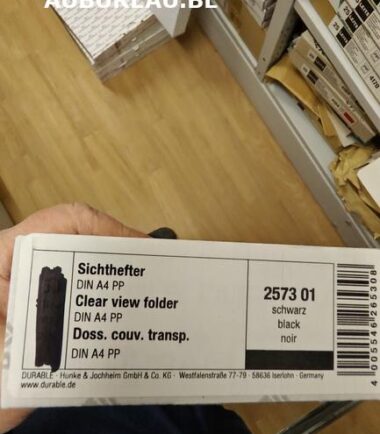 AUBUREAU.BE
Sichthefter
DIN A4 PP
Clear view folder
DIN A4 PP
Doss. couv. transp.
DIN A4 PP
2573 01
schwarz
black
noir
4 005546 265308
DURABLE · Hunke & Jochheim GmbH & Co. KG · Westfalenstraße 77-79 · 58636 Iserlohn · Germany
www.durable.de